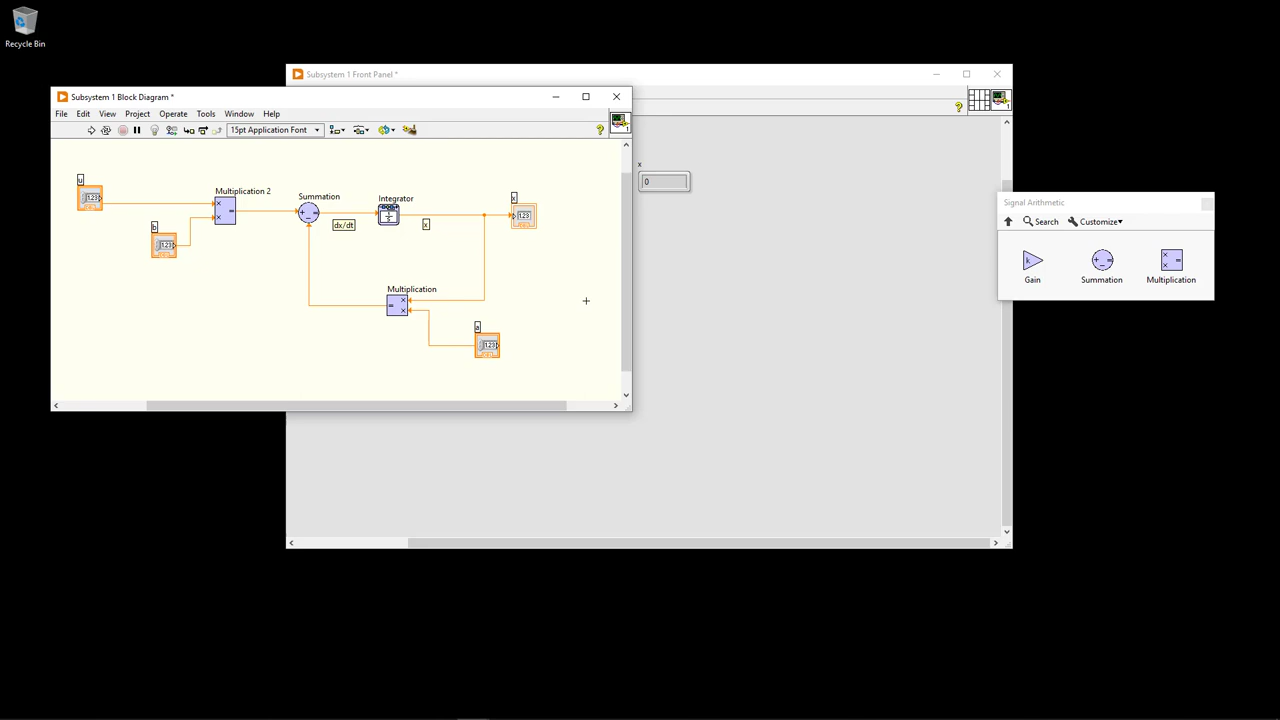 Recycle Bin
Subsystem 1 Front Panel *
Subsystem 1 Block Diagram *
File Edit View Project Operate Tools Window Help
15pt Application Font
u
b
Multiplication 2
Summation
Integrator
dx/dt
x
x
Multiplication
a
x
0
Signal Arithmetic
Search Customize
Gain Summation Multiplication